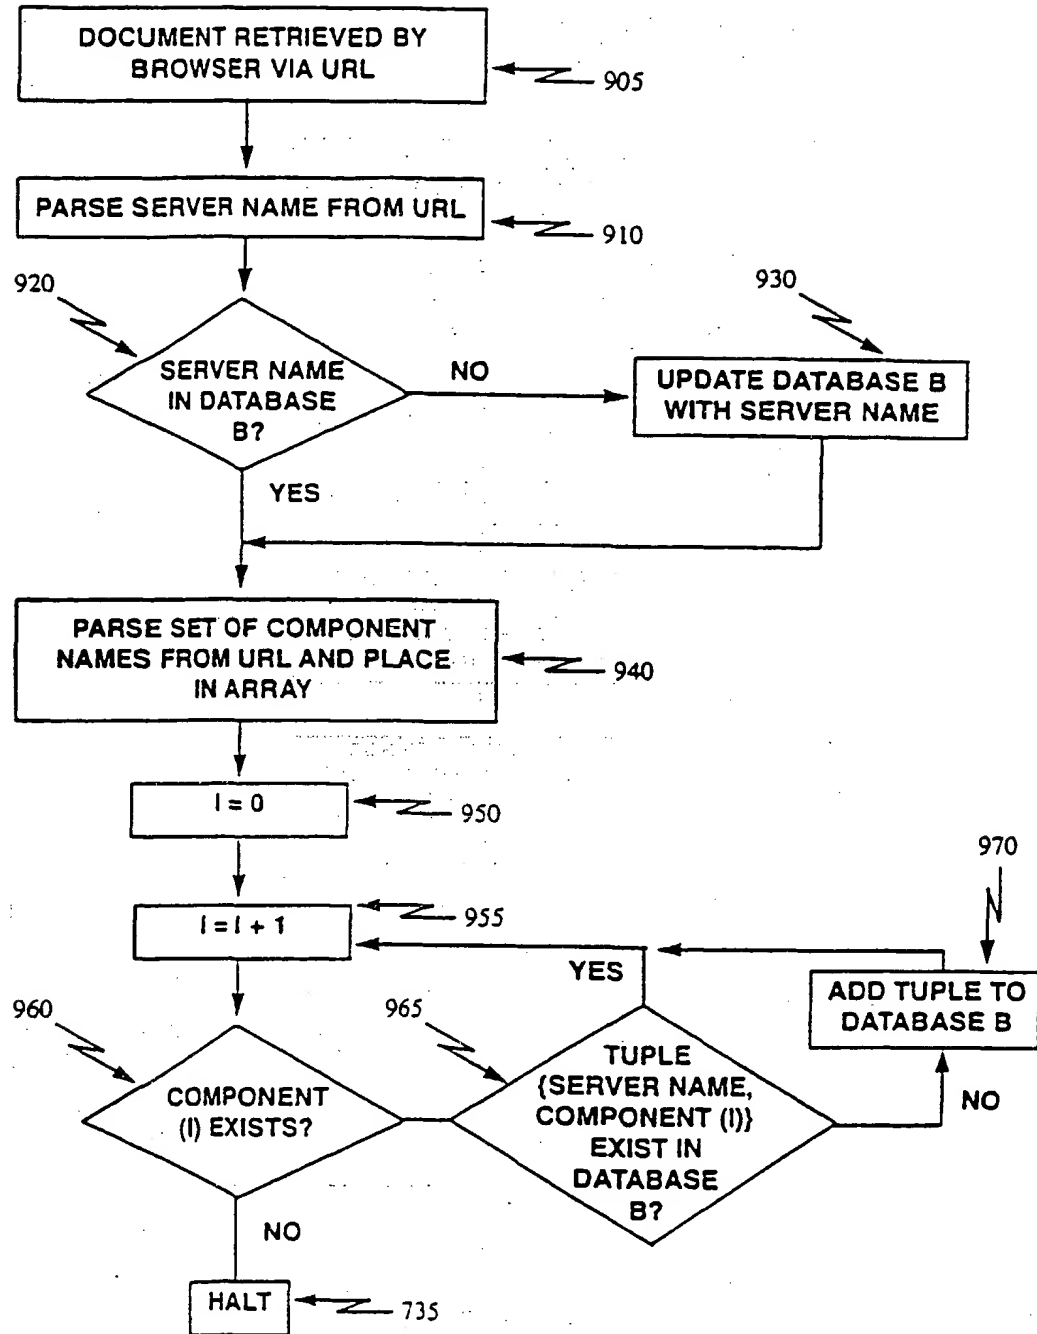 DOCUMENT RETRIEVED BY
BROWSER VIA URL
905
PARSE SERVER NAME FROM URL
910
920
930
SERVER NAME
IN DATABASE
B?
NO
UPDATE DATABASE B
WITH SERVER NAME
YES
PARSE SET OF COMPONENT
NAMES FROM URL AND PLACE
IN ARRAY
940
I = 0
950
970
I = I + 1
955
YES
ADD TUPLE TO
DATABASE B
960
965
COMPONENT
(I) EXISTS?
TUPLE
{SERVER NAME,
COMPONENT (I)}
EXIST IN
DATABASE
B?
NO
NO
HALT
735